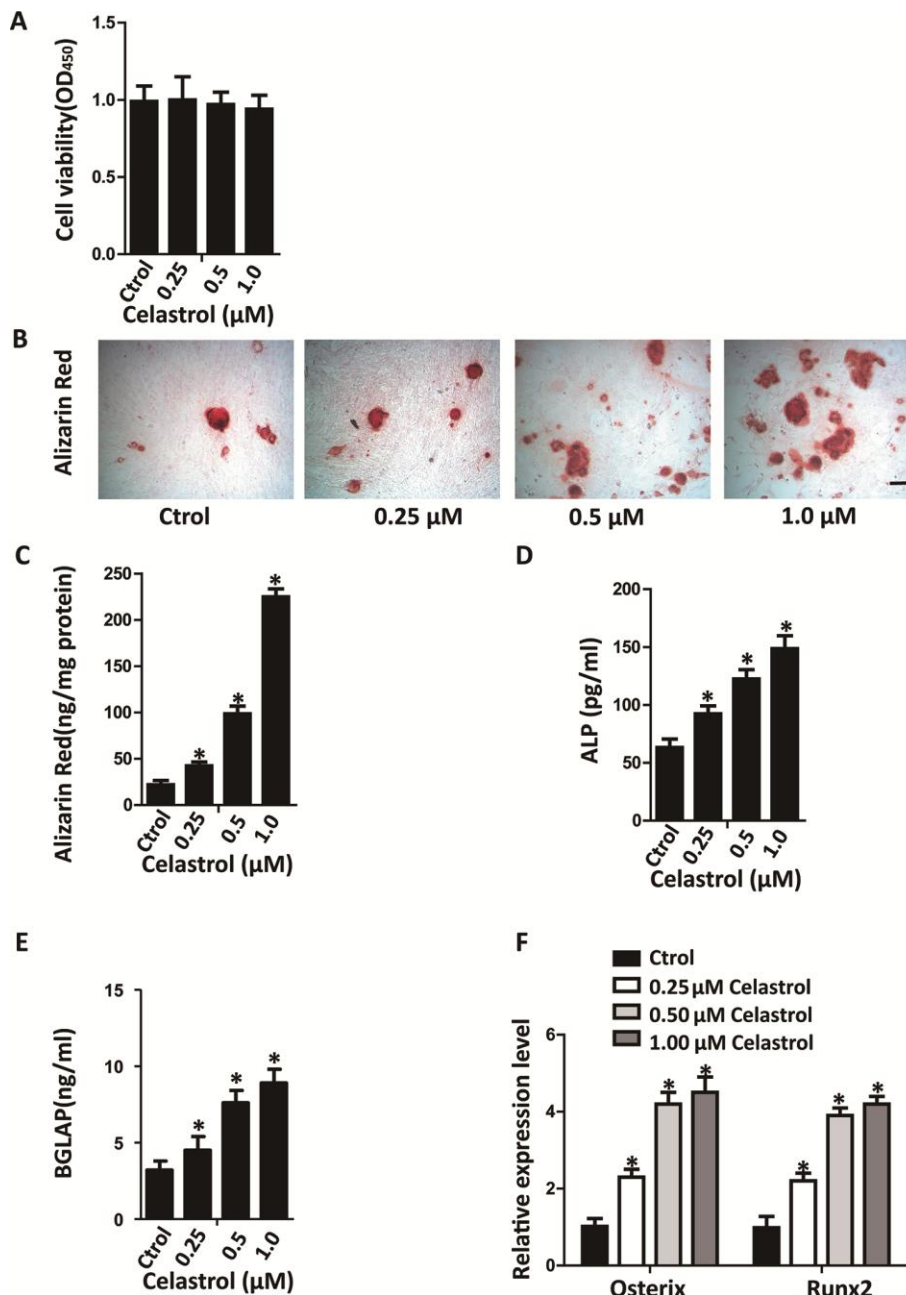 A
Cell viability(OD450)
1.5
1.0
0.5
0.0
Ctrol
0.25
0.5
1.0
Celastrol (μM)
B
Alizarin Red
Ctrol
0.25 μM
0.5 μM
1.0 μM
C
Alizarin Red(ng/mg protein)
250
200
150
100
50
0
*
*
*
Ctrol
0.25
0.5
1.0
Celastrol (μM)
D
ALP (pg/ml)
200
150
100
50
0
*
*
*
Ctrol
0.25
0.5
1.0
Celastrol (μM)
E
BGLAP(ng/ml)
15
10
5
0
*
*
*
Ctrol
0.25
0.5
1.0
Celastrol (μM)
F
Ctrol
0.25 μM Celastrol
0.50 μM Celastrol
1.00 μM Celastrol
Relative expression level
6
4
2
0
*
*
*
*
*
*
Osterix
Runx2